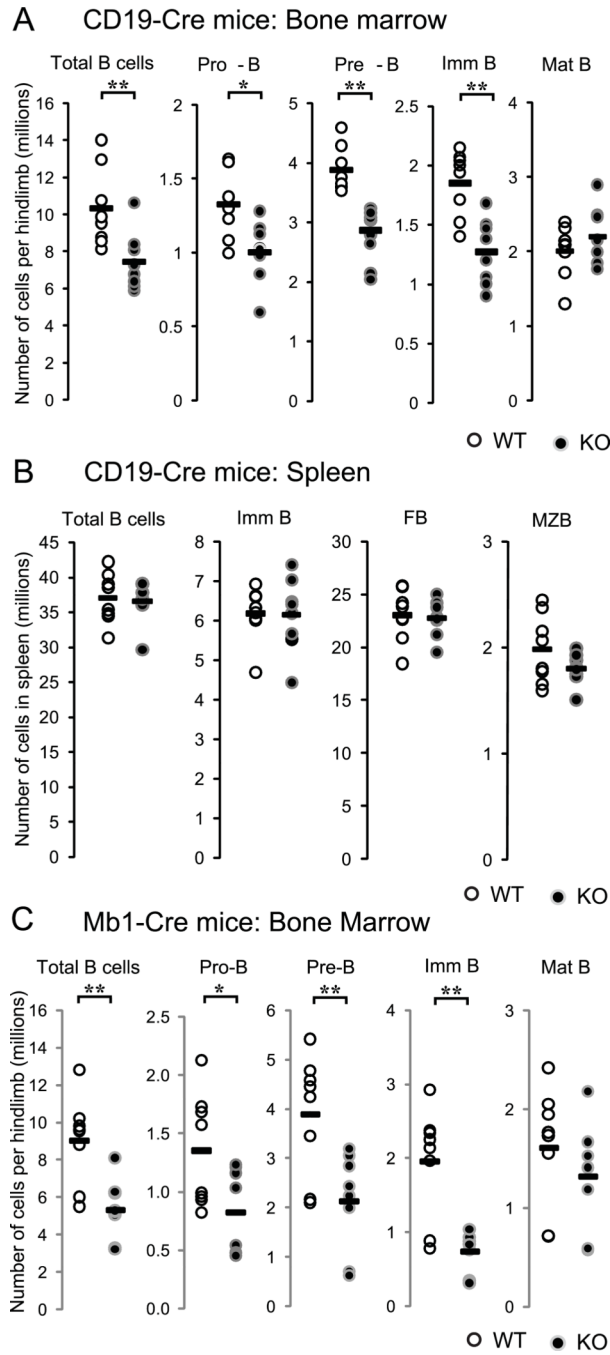 A CD19-Cre mice: Bone marrow
Total B cells Pro -B Pre -B Imm B Mat B
** * ** **
Number of cells per hindlimb (millions)
16 14 12 10 8 6 4 2 0
2 1.5 1 0.5 0
5 4 3 2 1 0
2.5 2 1.5 1 0.5 0
4 3 2 1 0
WT KO
B CD19-Cre mice: Spleen
Total B cells Imm B FB MZB
Number of cells in spleen (millions)
45 40 35 30 25 20 15 10 5 0
8 7 6 5 4 3 2 1 0
30 25 20 15 10 5 0
3 2 1 0
WT KO
C Mb1-Cre mice: Bone Marrow
Total B cells Pro-B Pre-B Imm B Mat B
** * ** **
Number of cells per hindlimb (millions)
16 14 12 10 8 6 4 2 0
2.5 2.0 1.5 1.0 0.5 0.0
6 5 4 3 2 1 0
4 3 2 1 0
3 2 1 0
WT KO